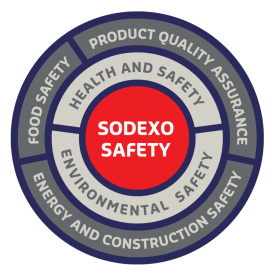 FOOD SAFETY
PRODUCT QUALITY ASSURANCE
HEALTH AND SAFETY
SODEXO
SAFETY
ENVIRONMENTAL SAFETY
ENERGY AND CONSTRUCTION SAFETY